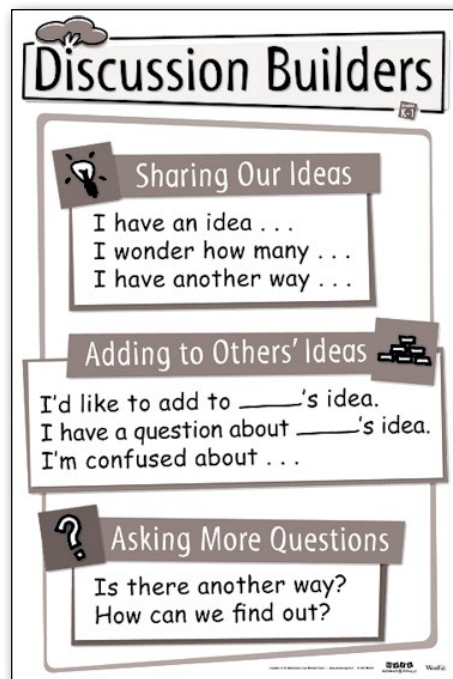 Discussion Builders
K-1
Sharing Our Ideas
I have an idea . . .
I wonder how many . . .
I have another way . . .
Adding to Others' Ideas
I'd like to add to _____'s idea.
I have a question about _____'s idea.
I'm confused about . . .
?
Asking More Questions
Is there another way?
How can we find out?
WestEd